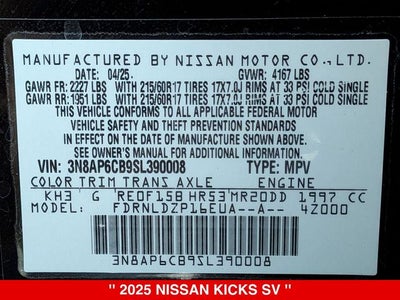 MANUFACTURED BY NISSAN MOTOR CO., LTD.
DATE: 04/25 GVWR: 4167 LBS
GAWR FR: 2227 LBS WITH 215/60R17 TIRES 17X7.0J RIMS AT 33 PSI COLD SINGLE
GAWR RR: 1951 LBS WITH 215/60R17 TIRES 17X7.0J RIMS AT 33 PSI COLD SINGLE
THIS VEHICLE CONFORMS TO ALL APPLICABLE FEDERAL MOTOR
VEHICLE SAFETY AND THEFT PREVENTION STANDARDS
IN EFFECT ON THE DATE OF MANUFACTURE SHOWN ABOVE.
SEE OWNER'S MANUAL FOR ADDITIONAL INFORMATION
VIN: 3N8AP6CB9SL390008 TYPE: MPV
COLOR TRIM TRANS AXLE ENGINE
KH3 G RE0F15B HR53 MR20DD 1997 CC
MODEL: FDRNLDZP16EUA--A-- 4Z000
3N8AP6CB9SL390008
" 2025 NISSAN KICKS SV "